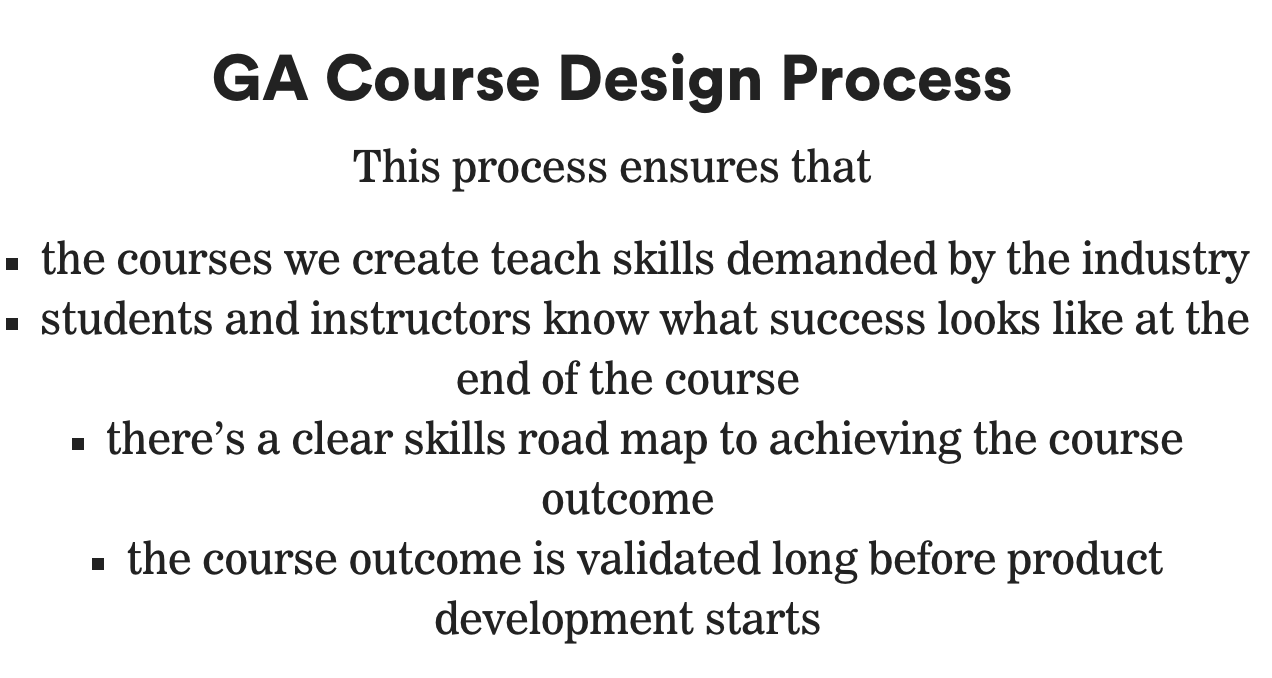 GA Course Design Process
This process ensures that
▪ the courses we create teach skills demanded by the industry
▪ students and instructors know what success looks like at the
end of the course
▪ there’s a clear skills road map to achieving the course
outcome
▪ the course outcome is validated long before product
development starts